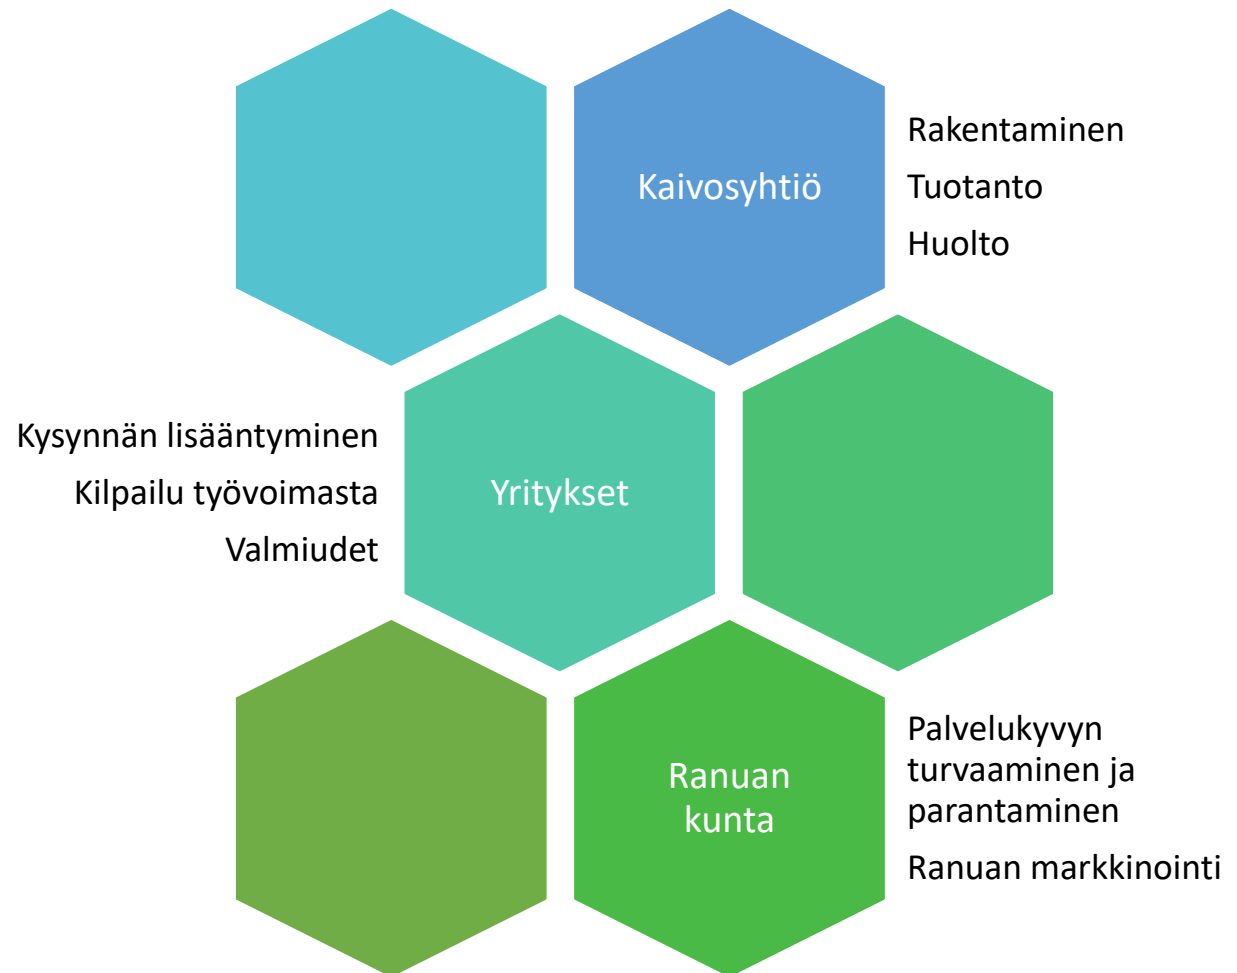 Kaivosyhtiö
Rakentaminen
Tuotanto
Huolto
Kysynnän lisääntyminen
Kilpailu työvoimasta
Valmiudet
Yritykset
Ranuan
kunta
Palvelukyvyn
turvaaminen ja
parantaminen
Ranuan markkinointi